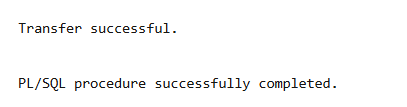 Transfer successful.
PL/SQL procedure successfully completed.